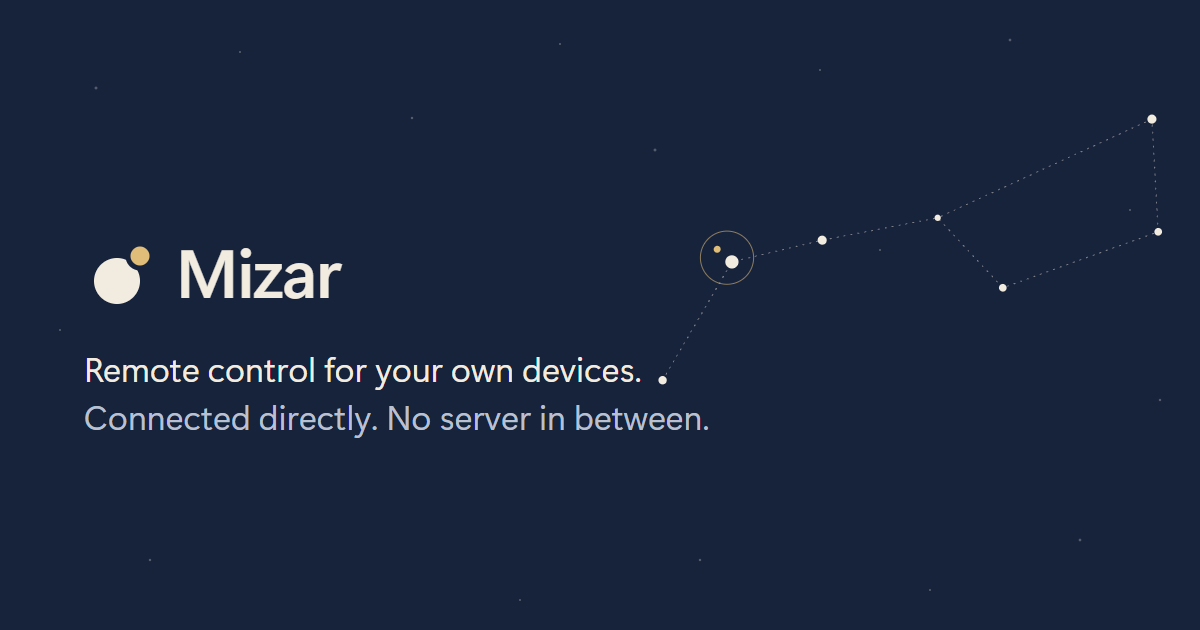 Mizar
Remote control for your own devices.
Connected directly. No server in between.